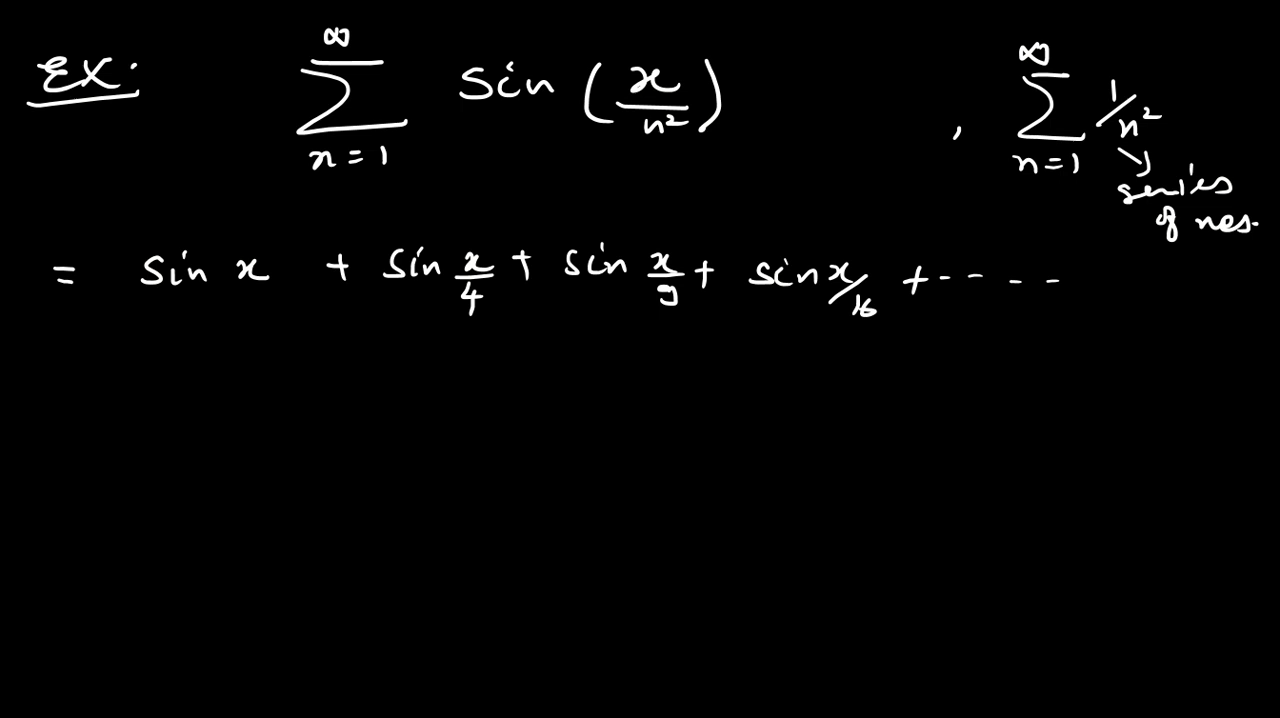 Ex. ∞∑n=1 sin (x/n²) , ∞∑n=1 1/n²
series
of nos.
= sin x + sin x/4 + sin x/9 + sin x/16 + ‐ ‐ ‐ ‐